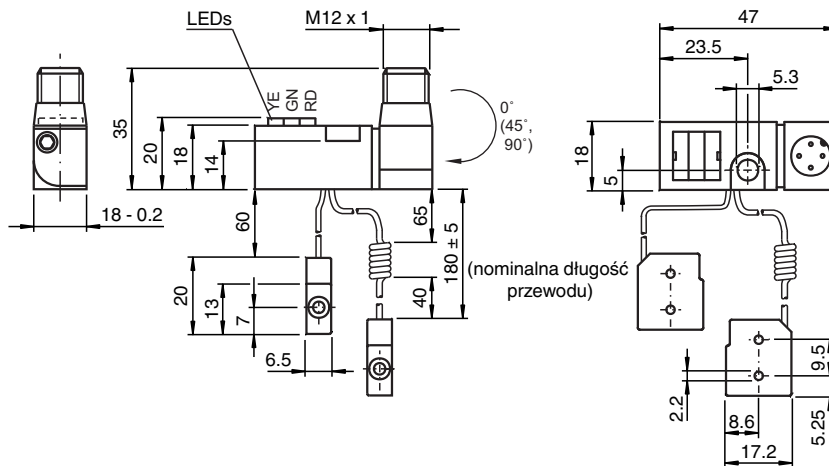 LEDs
M12 x 1
YE
GN
RD
0°
(45°,
90°)
35
20
18
14
18 - 0.2
60
65
180 ± 5
40
(nominalna długość
przewodu)
20
13
7
6.5
47
23.5
5.3
18
5
9.5
5.25
2.2
8.6
17.2